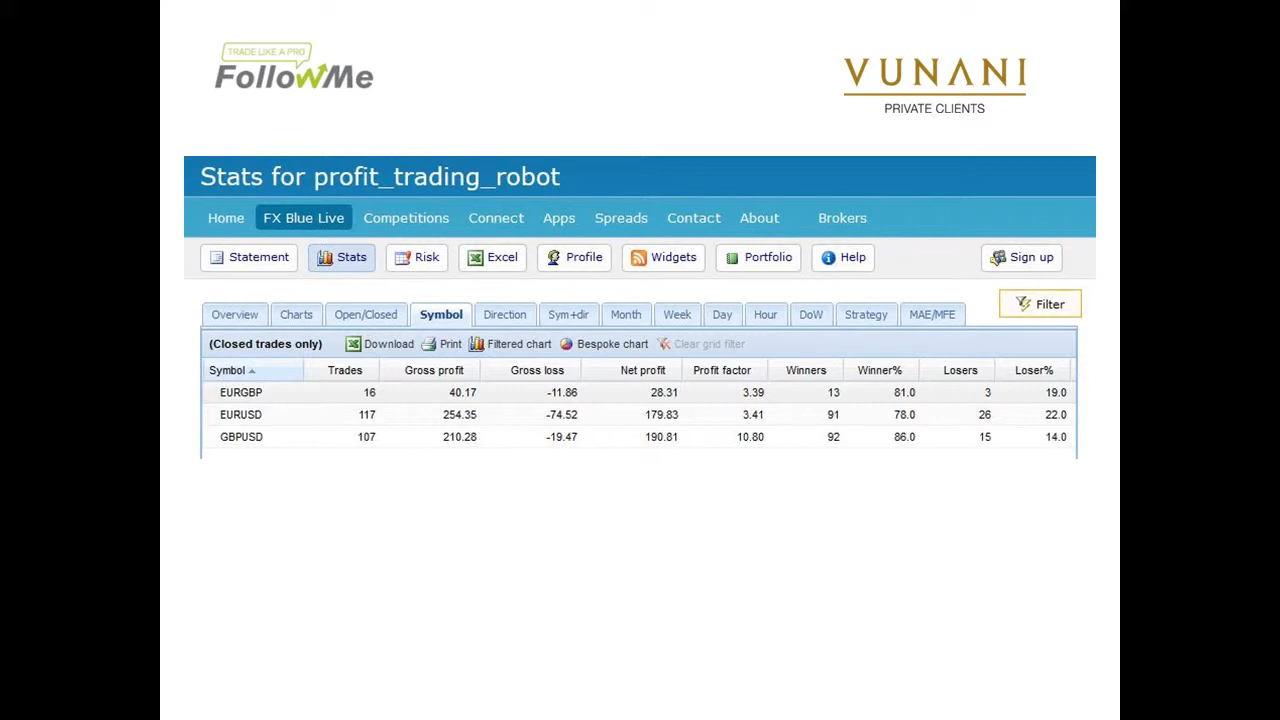 TRADE LIKE A PRO
FollowMe
VUNANI
PRIVATE CLIENTS
Stats for profit_trading_robot
Home FX Blue Live Competitions Connect Apps Spreads Contact About Brokers
Statement Stats Risk Excel Profile Widgets Portfolio Help Sign up
Filter
Overview Charts Open/Closed Symbol Direction Sym+dir Month Week Day Hour DoW Strategy MAE/MFE
(Closed trades only) Download Print Filtered chart Bespoke chart Clear grid filter
Symbol Trades Gross profit Gross loss Net profit Profit factor Winners Winner% Losers Loser%
EURGBP 16 40.17 -11.86 28.31 3.39 13 81.0 3 19.0
EURUSD 117 254.35 -74.52 179.83 3.41 91 78.0 26 22.0
GBPUSD 107 210.28 -19.47 190.81 10.80 92 86.0 15 14.0